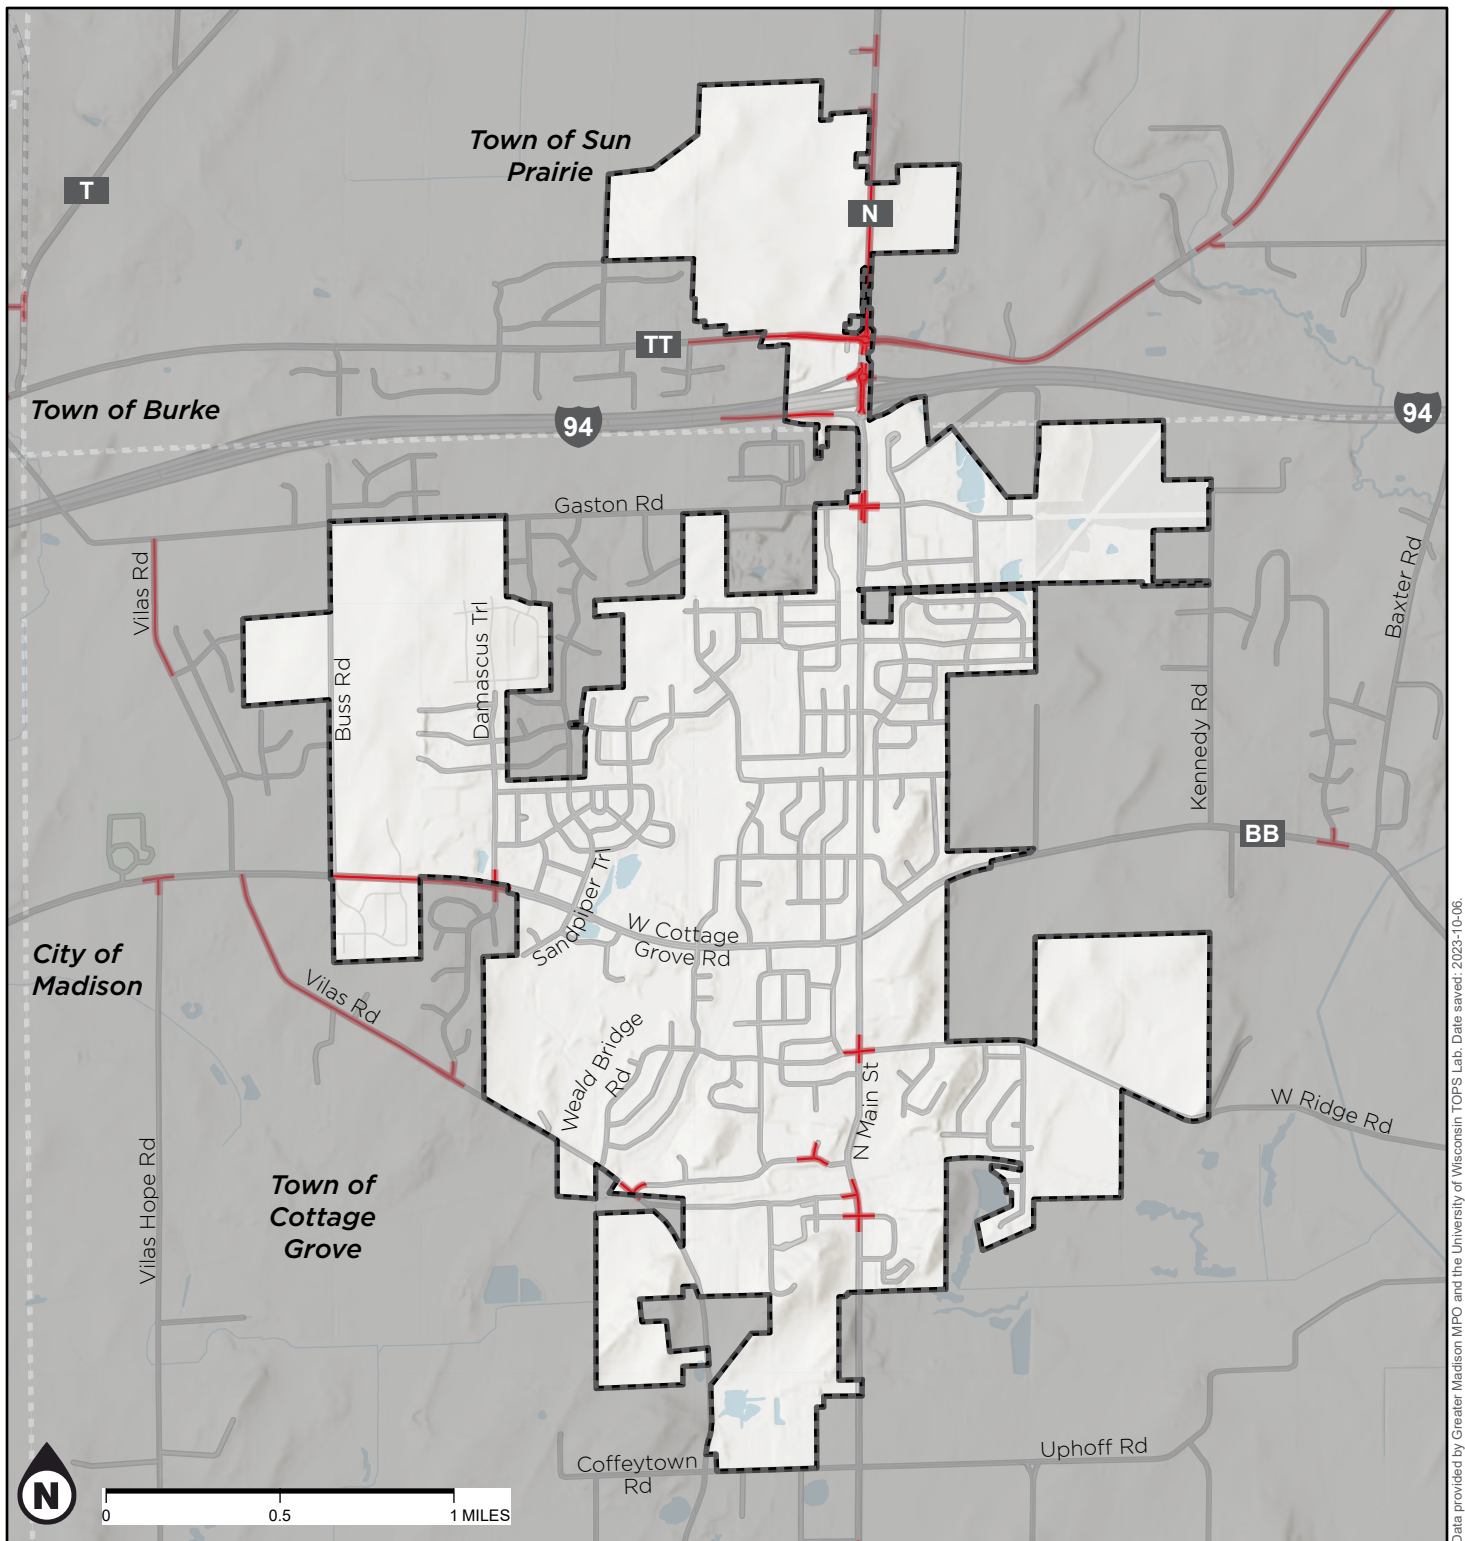 Town of Sun
Prairie
T
N
TT
Town of Burke
94
94
Gaston Rd
Vilas Rd
Damascus Trl
Buss Rd
Baxter Rd
Kennedy Rd
BB
Sandpiper Trl
W Cottage
Grove Rd
City of
Madison
Vilas Rd
Weald Bridge
Rd
N Main St
W Ridge Rd
Vilas Hope Rd
Town of
Cottage
Grove
Coffeytown
Rd
Uphoff Rd
N
0 0.5 1 MILES
Data provided by Greater Madison MPO and the University of Wisconsin TOPS Lab. Date saved: 2023-10-06.